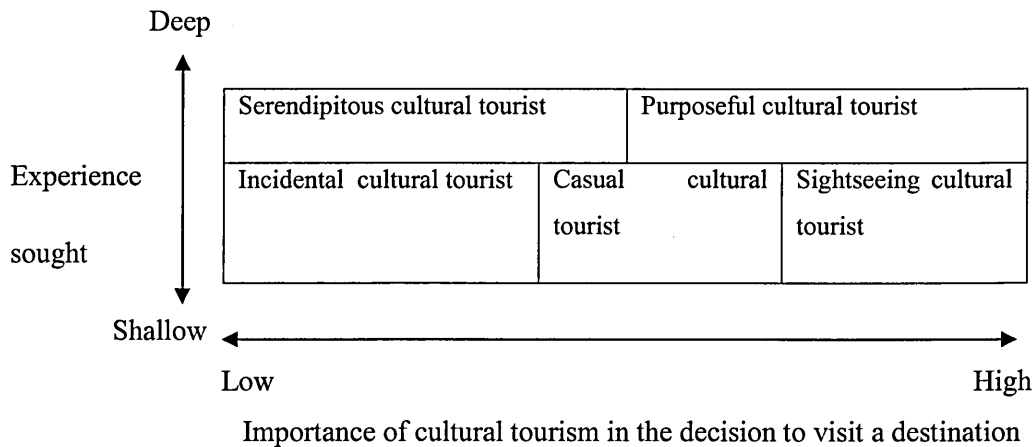 Deep
Serendipitous cultural tourist
Purposeful cultural tourist
Experience
sought
Incidental cultural tourist
Casual cultural
tourist
Sightseeing cultural
tourist
Shallow
Low
High
Importance of cultural tourism in the decision to visit a destination